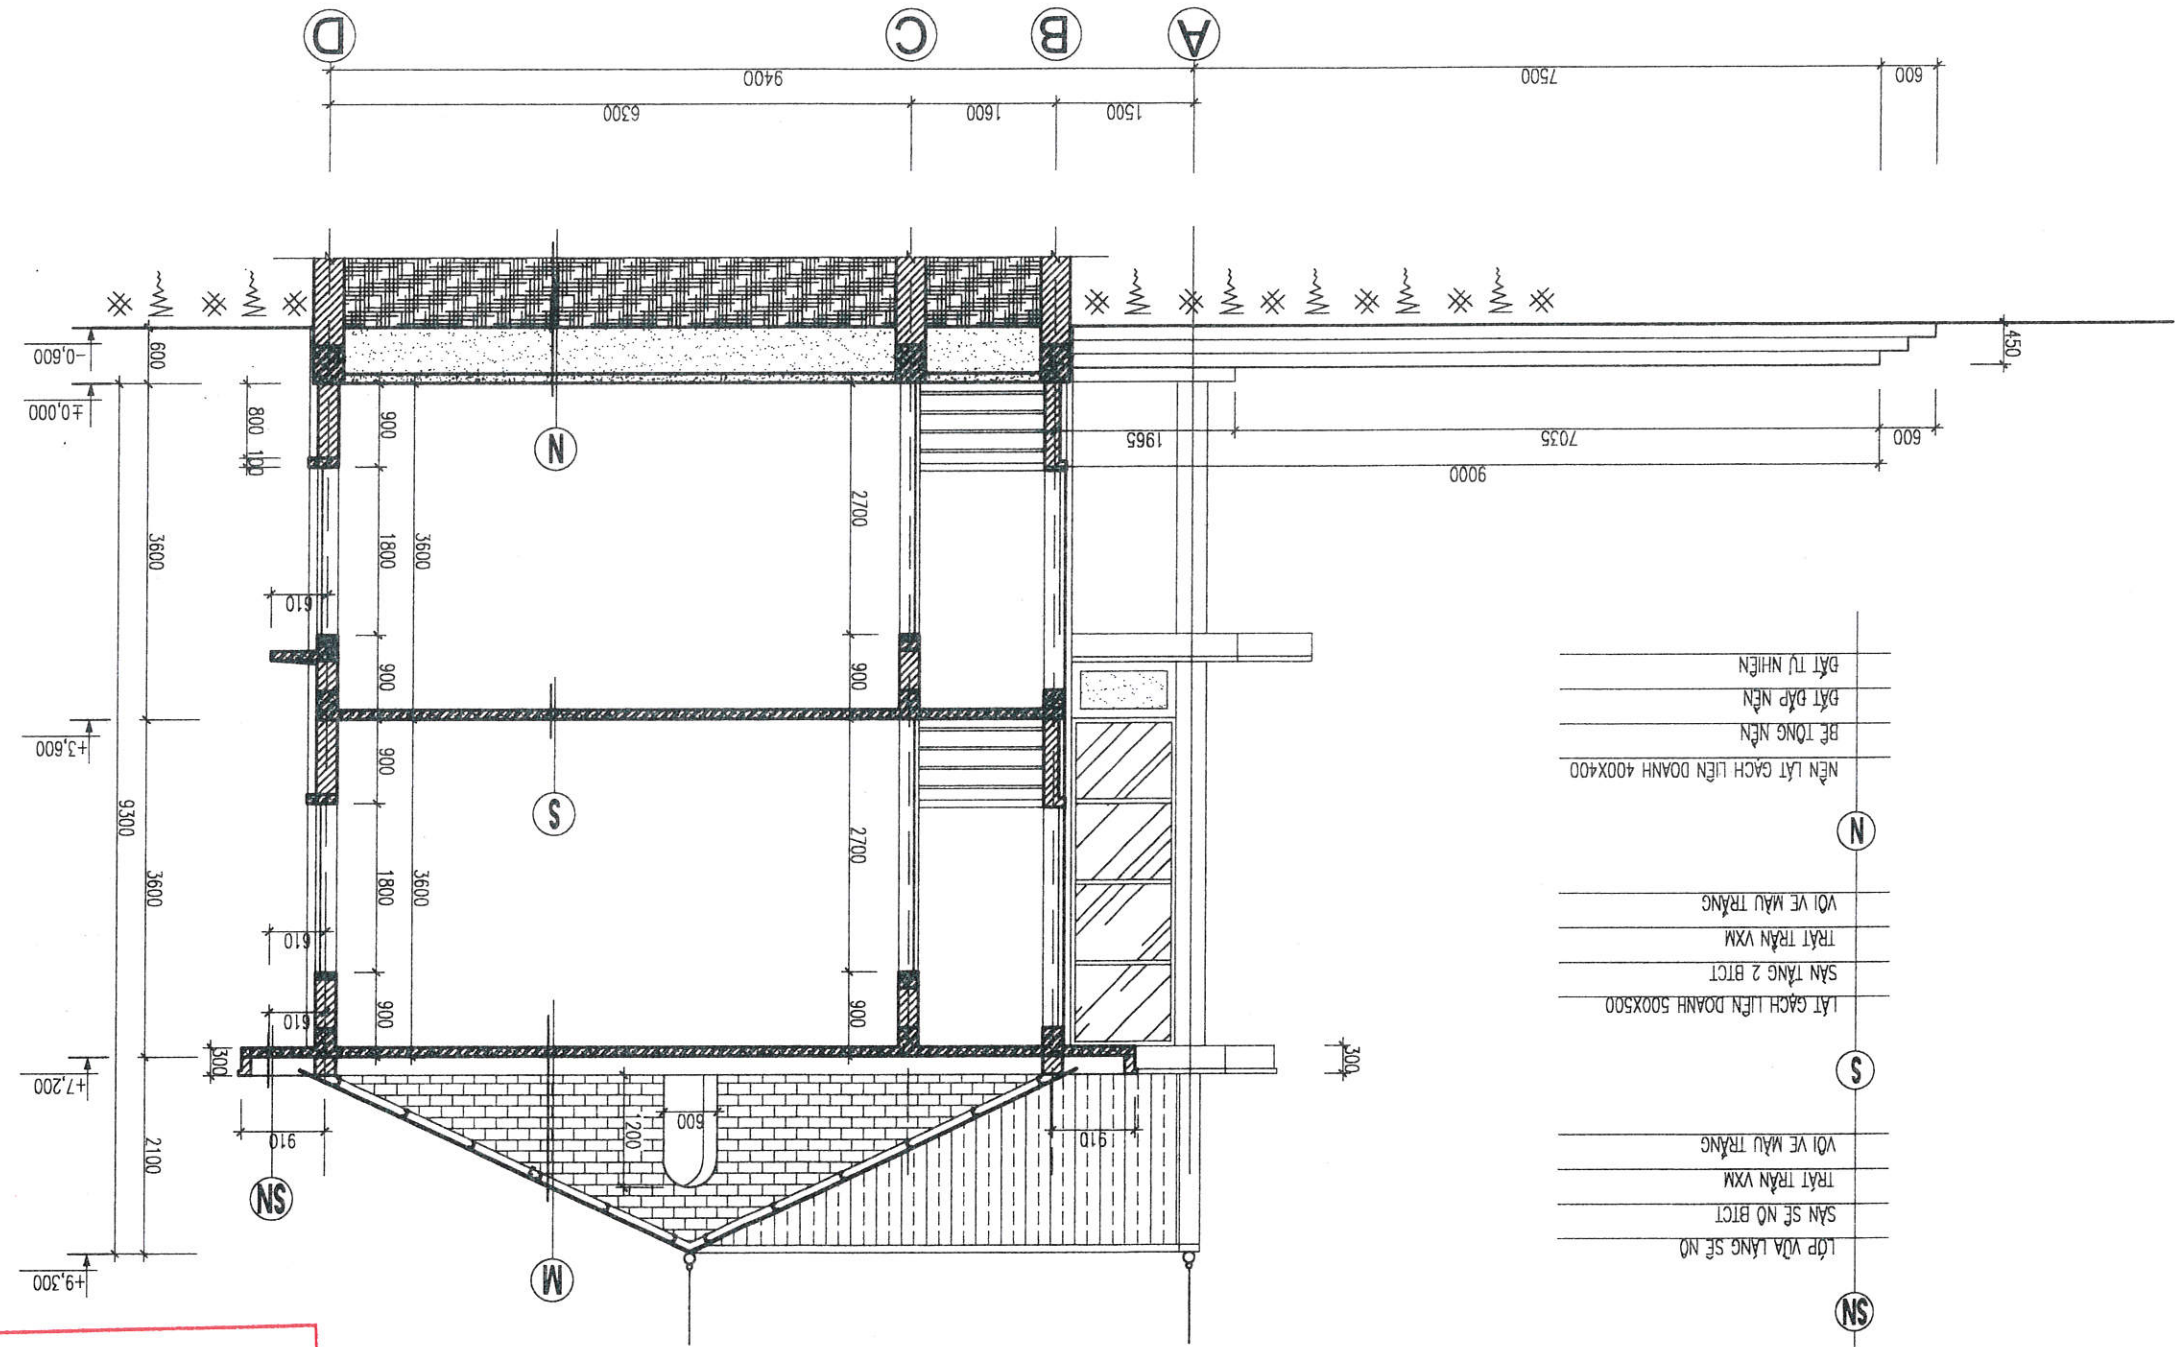 SN
LỚP VỮA LÁNG SÊ NÔ
SÀN SÊ NÔ BTCT
TRÁT TRẦN VXM
VÔI VE MÀU TRẮNG
S
LÁT GẠCH LIÊN DOANH 500X500
SÀN TẦNG 2 BTCT
TRÁT TRẦN VXM
VÔI VE MÀU TRẮNG
N
NỀN LÁT GẠCH LIÊN DOANH 400X400
BÊ TÔNG NỀN
ĐẤT ĐẮP NỀN
ĐẤT TỰ NHIÊN
M
+9,300
SN
2100
910
600
910
+7,200
300
300
610
900
900
610
9300
3600
3600
1800
2700
S
+3,600
900
900
900
610
3600
3600
1800
2700
9000
600
7035
1965
N
900
100
800
±0,000
450
600
-0,600
1500
1600
6300
600
7500
9400
A
B
C
D